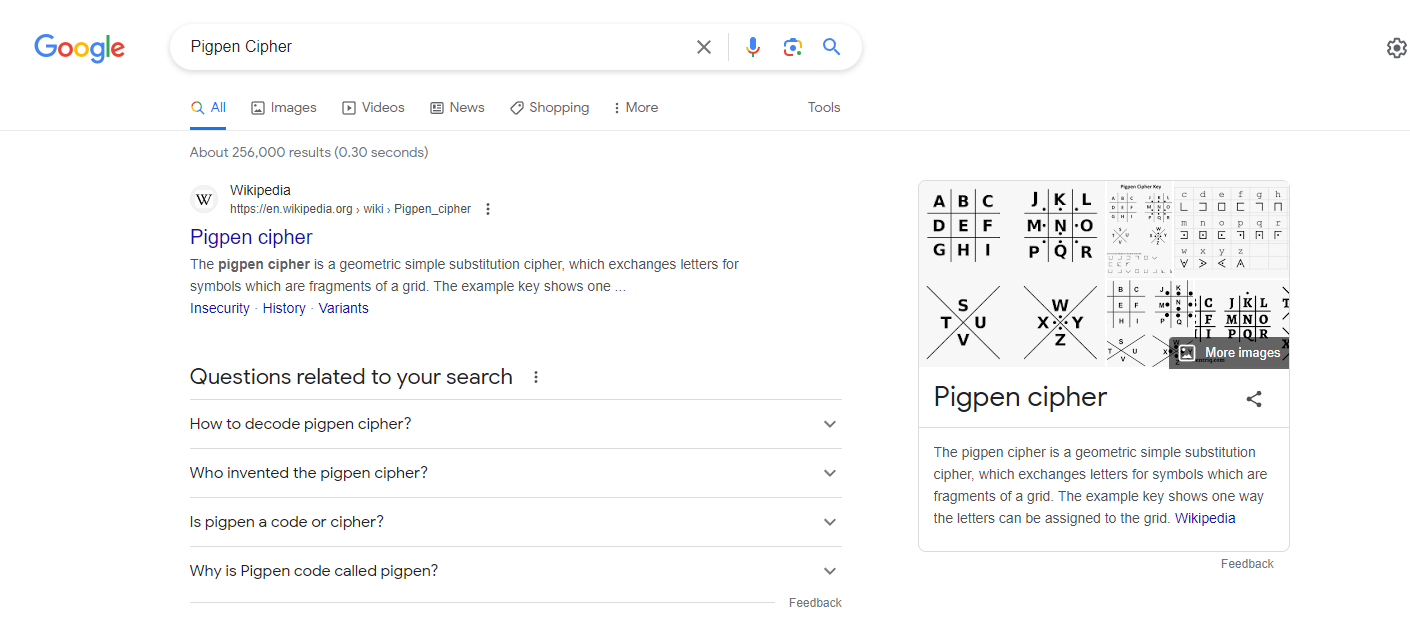 Google
Pigpen Cipher
All Images Videos News Shopping More Tools
About 256,000 results (0.30 seconds)
W
Wikipedia
https://en.wikipedia.org › wiki › Pigpen_cipher
Pigpen cipher
The pigpen cipher is a geometric simple substitution cipher, which exchanges letters for
symbols which are fragments of a grid. The example key shows one ...
Insecurity · History · Variants
Questions related to your search
How to decode pigpen cipher?
Who invented the pigpen cipher?
Is pigpen a code or cipher?
Why is Pigpen code called pigpen?
Feedback
A B C
D E F
G H I
J K L
M N O
P Q R
S
T U
V
W
X Y
Z
Pigpen Cipher Key
c d e f g h
m n o p q r
w x y z
B C
E F
H I
C J K L
F M N O
I P Q R
More images
Pigpen cipher
The pigpen cipher is a geometric simple substitution
cipher, which exchanges letters for symbols which are
fragments of a grid. The example key shows one way
the letters can be assigned to the grid. Wikipedia
Feedback